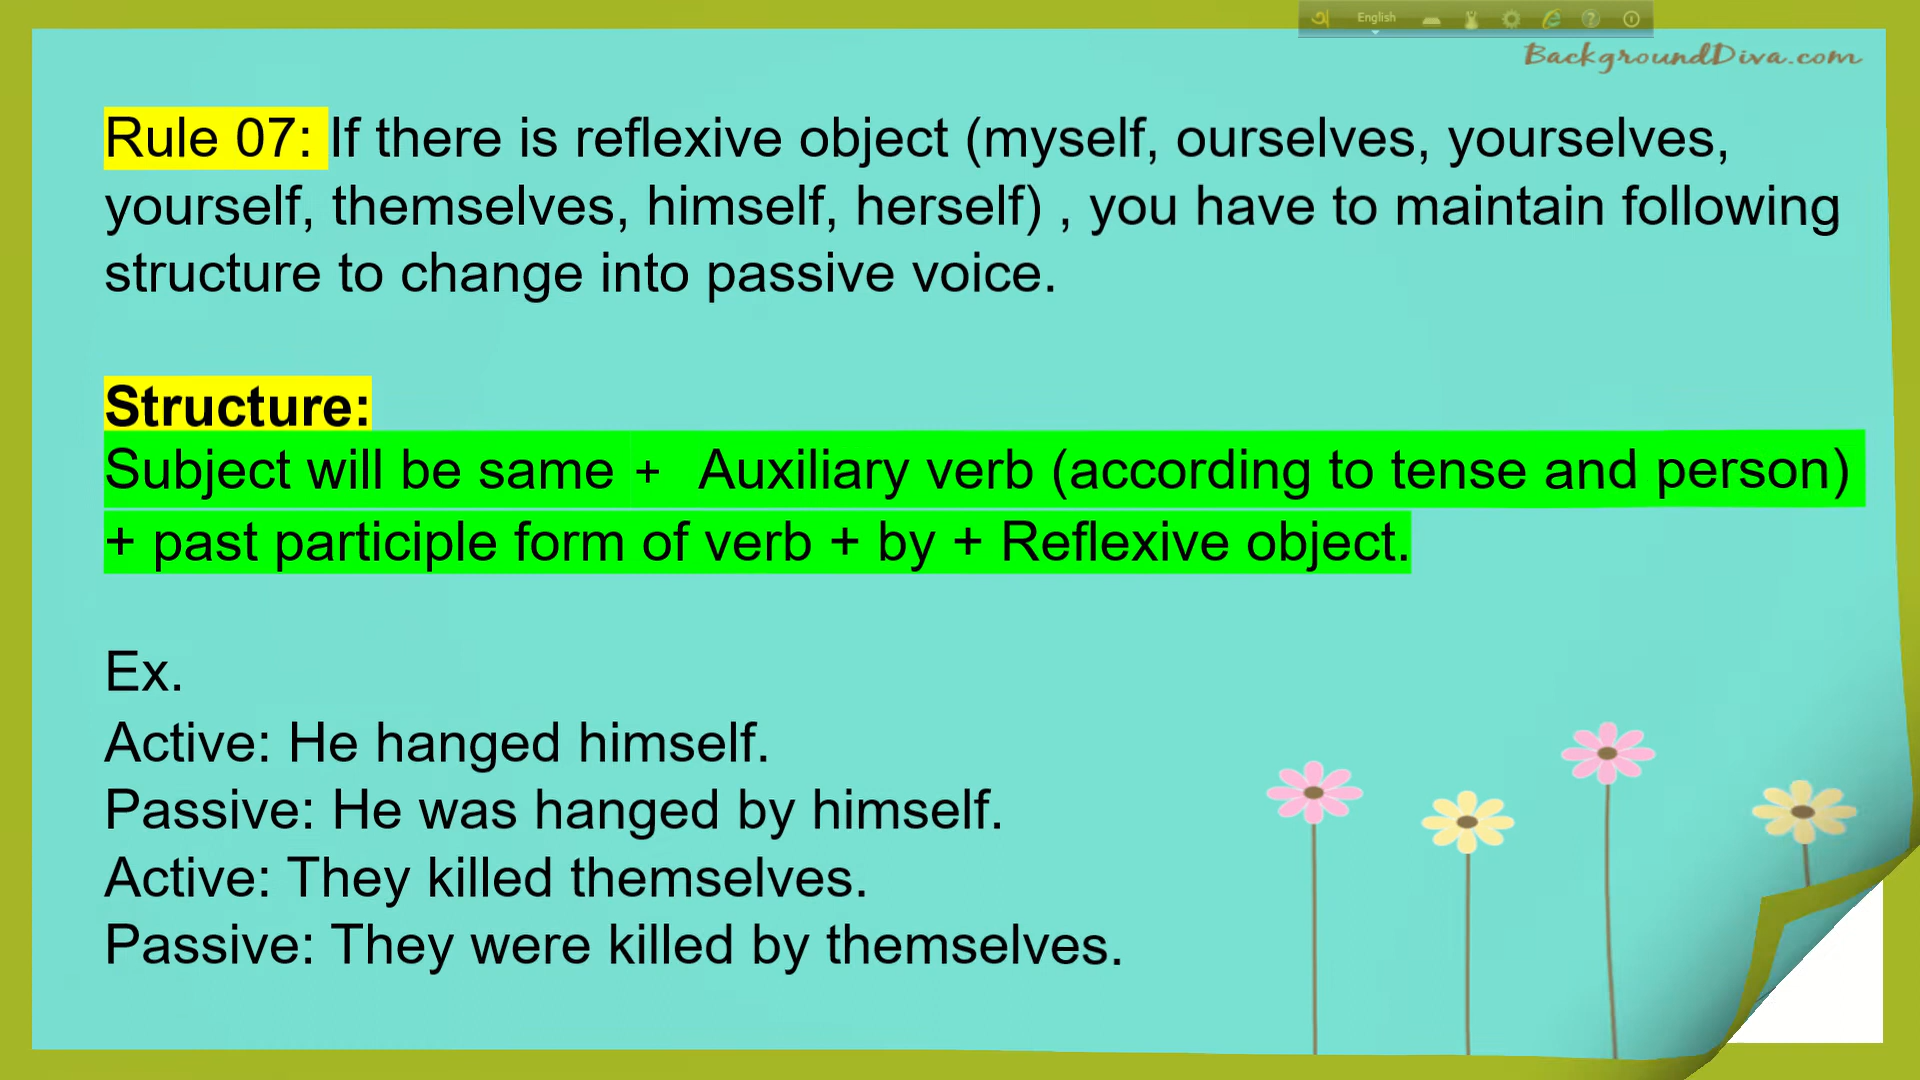 অ English
BackgroundDiva.com
Rule 07: If there is reflexive object (myself, ourselves, yourselves,
yourself, themselves, himself, herself) , you have to maintain following
structure to change into passive voice.
Structure:
Subject will be same + Auxiliary verb (according to tense and person)
+ past participle form of verb + by + Reflexive object.
Ex.
Active: He hanged himself.
Passive: He was hanged by himself.
Active: They killed themselves.
Passive: They were killed by themselves.